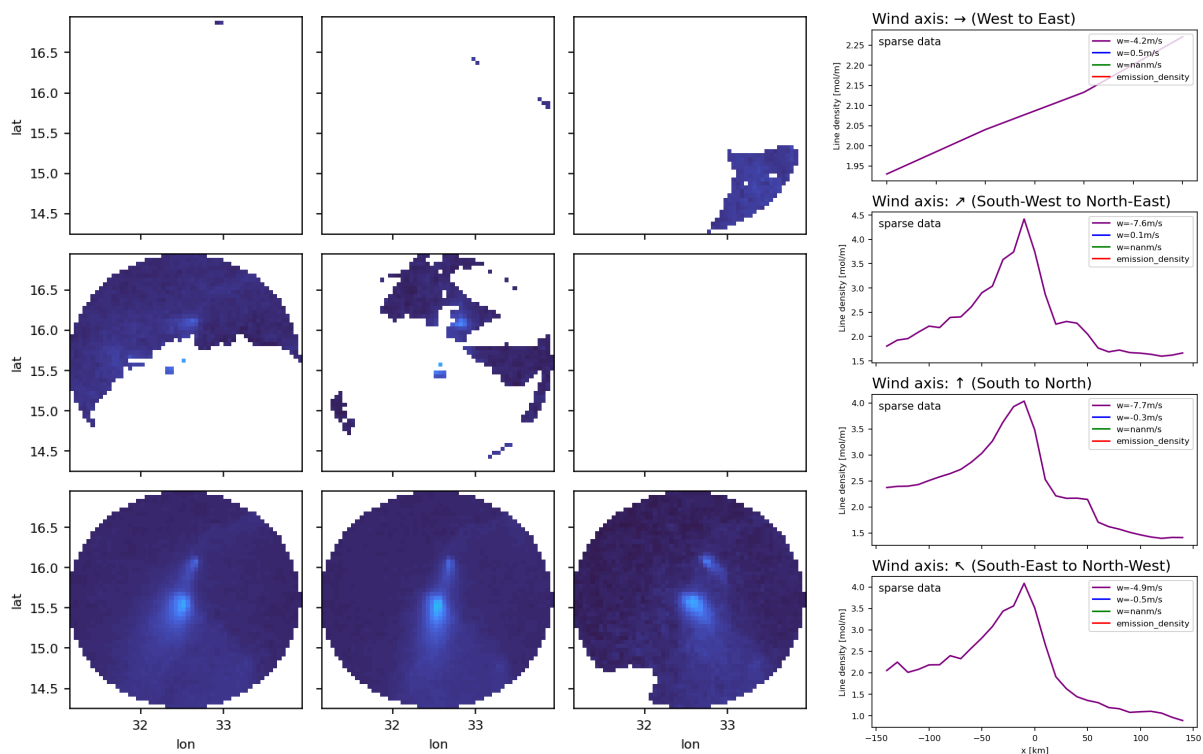 lat
16.5
16.0
15.5
15.0
14.5
lat
16.5
16.0
15.5
15.0
14.5
lat
16.5
16.0
15.5
15.0
14.5
32 33
32 33
32 33
lon
lon
lon
Wind axis: → (West to East)
sparse data
w=-4.2m/s
w=0.5m/s
w=nanm/s
emission_density
Line density [mol/m]
2.25
2.20
2.15
2.10
2.05
2.00
1.95
Wind axis: ↗ (South-West to North-East)
sparse data
w=-7.6m/s
w=0.1m/s
w=nanm/s
emission_density
Line density [mol/m]
4.5
4.0
3.5
3.0
2.5
2.0
1.5
Wind axis: ↑ (South to North)
sparse data
w=-7.7m/s
w=-0.3m/s
w=nanm/s
emission_density
Line density [mol/m]
4.0
3.5
3.0
2.5
2.0
1.5
Wind axis: ↖ (South-East to North-West)
sparse data
w=-4.9m/s
w=-0.5m/s
w=nanm/s
emission_density
Line density [mol/m]
4.0
3.5
3.0
2.5
2.0
1.5
1.0
−150 −100 −50 0 50 100 150
x [km]